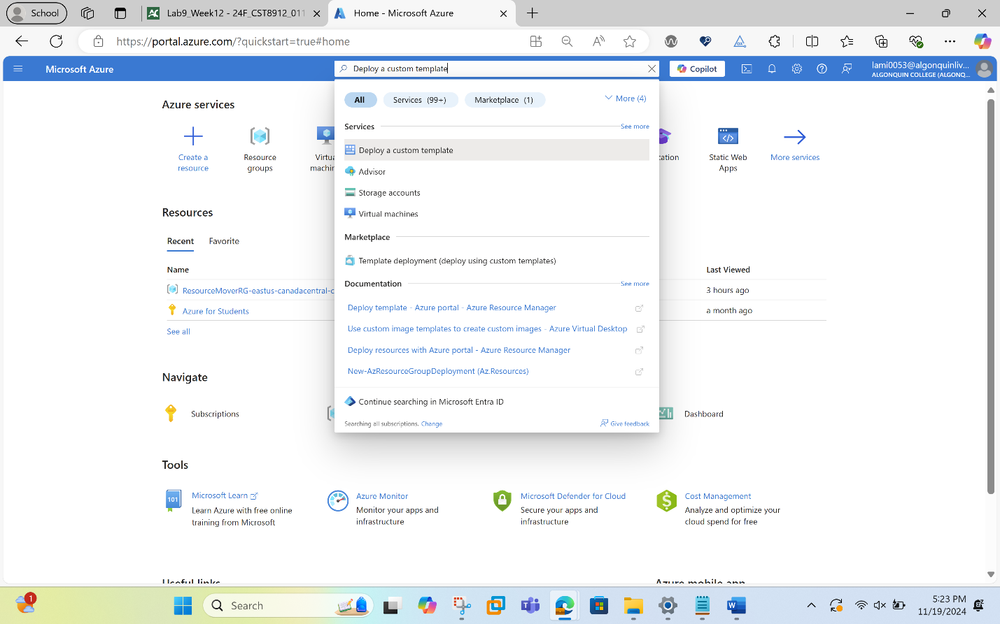 School
Lab9_Week12 - 24F_CST8912_011
Home - Microsoft Azure
https://portal.azure.com/?quickstart=true#home
Microsoft Azure
Deploy a custom template
Copilot
lami0053@algonquinliv...
ALGONQUIN COLLEGE (ALGONQ...
All
Services (99+)
Marketplace (1)
More (4)
Azure services
Services
See more
Create a
resource
Resource
groups
Virtua
machin
Deploy a custom template
Advisor
Storage accounts
Virtual machines
cation
Static Web
Apps
More services
Marketplace
Template deployment (deploy using custom templates)
Documentation
See more
Deploy template - Azure portal - Azure Resource Manager
Use custom image templates to create custom images - Azure Virtual Desktop
Deploy resources with Azure portal - Azure Resource Manager
New-AzResourceGroupDeployment (Az.Resources)
Continue searching in Microsoft Entra ID
Searching all subscriptions. Change
Give feedback
Resources
Recent
Favorite
Name
Last Viewed
ResourceMoverRG-eastus-canadacentral-c
3 hours ago
Azure for Students
a month ago
See all
Navigate
Subscriptions
Dashboard
Tools
101
Microsoft Learn
Learn Azure with free online
training from Microsoft
Azure Monitor
Monitor your apps and
infrastructure
Microsoft Defender for Cloud
Secure your apps and
infrastructure
Cost Management
Analyze and optimize your
cloud spend for free
Useful links
Azure mobile app
1
Search
5:23 PM
11/19/2024